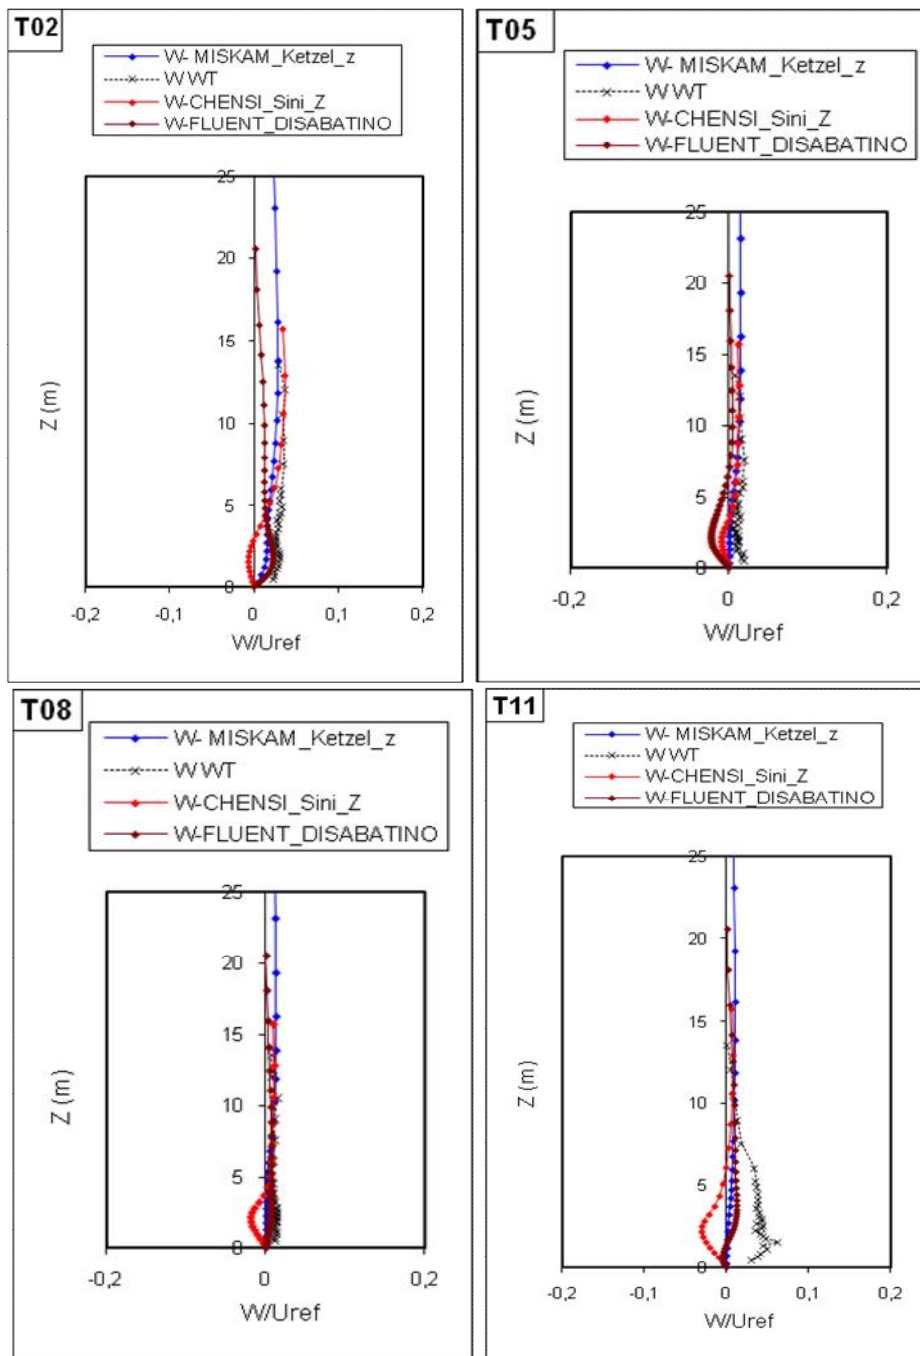 T02
W- MISKAM_Ketzel_z
W WT
W-CHENSI_Sini_Z
W-FLUENT_DISABATINO
25
20
15
10
5
0
Z (m)
-0,2
-0,1
0
0,1
0,2
W/Uref
T05
W- MISKAM_Ketzel_z
W WT
W-CHENSI_Sini_Z
W-FLUENT_DISABATINO
25
20
15
10
5
0
Z (m)
-0,2
0
0,2
W/Uref
T08
W- MISKAM_Ketzel_z
W WT
W-CHENSI_Sini_Z
W-FLUENT_DISABATINO
25
20
15
10
5
0
Z (m)
-0,2
0
0,2
W/Uref
T11
W- MISKAM_Ketzel_z
W WT
W-CHENSI_Sini_Z
W-FLUENT_DISABATINO
25
20
15
10
5
0
Z (m)
-0,2
-0,1
0
0,1
0,2
W/Uref